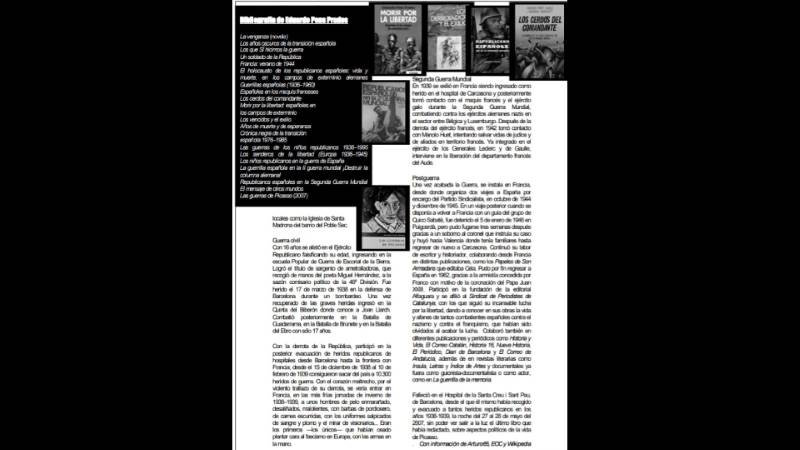 Bibliografía de Eduardo Pons Prades
La venganza (novela)
Los años oscuros de la transición española
Los que SÍ hicimos la guerra
Un soldado de la República
Francia: verano de 1944
El holocausto de los republicanos españoles: vida y
muerte, en los campos de exterminio alemanes
Guerrillas españolas (1936-1960)
Españoles en los maquis franceses
Los cerdos del comandante
Morir por la libertad: españoles en
los campos de exterminio
Los vencidos y el exilio
Años de muerte y de esperanza
Crónica negra de la transición
española 1976-1985
Las guerras de los niños republicanos 1936-1995
Los senderos de la libertad (Europa 1936-1945)
Los niños republicanos en la guerra de España
La guerrilla española en la II guerra mundial ¡Destruir la
columna alemana!
Republicanos españoles en la Segunda Guerra Mundial
El mensaje de otros mundos
Las guerras de Picasso (2007)
MORIR POR
LA LIBERTAD
REPUBLICANOS
ESPAÑOLES
LOS CERDOS DEL
COMANDANTE
locales como la Iglesia de Santa
Madrona del barrio del Poble Sec.
Guerra civil
Con 16 años se alistó en el Ejército
Republicano falsificando su edad, ingresando en la
escuela Popular de Guerra de Escorial de la Sierra.
Logró el título de sargento de ametralladoras, que
recogió de manos del poeta Miguel Hernández, a la
sazón comisario político de la 46ª División. Fue
herido el 17 de marzo de 1938 en la defensa de
Barcelona durante un bombardeo. Una vez
recuperado de las graves heridas ingresó en la
Quinta del Biberón donde conoce a Joan Llarch.
Combatió posteriormente en la Batalla de
Guadarrama, en la Batalla de Brunete y en la Batalla
del Ebro con sólo 17 años.
Con la derrota de la República, participó en la
posterior evacuación de heridos republicanos de
hospitales desde Barcelona hasta la frontera con
Francia; desde el 15 de diciembre de 1938 al 10 de
febrero de 1939 consiguieron sacar del país a 10.300
heridos de guerra. Con el corazón maltrecho, por el
violento trallazo de su derrota, se vería entrar en
Francia, en las más frías jornadas de invierno de
1938-1939, a unos hombres de pelo enmarañado,
desaliñados, malolientes, con barbas de pordiosero,
de carnes escurridas, con los uniformes salpicados
de sangre y plomo y el mirar de visionarios... Eran
los primeros —los únicos— que habían osado
plantar cara al fascismo en Europa, con las armas en
la mano.
Segunda Guerra Mundial
En 1939 se exilió en Francia siendo ingresado como
herido en el hospital de Carcasona y posteriormente
tomó contacto con el maquis francés y el ejército
galo durante la Segunda Guerra Mundial,
combatiendo contra los ejércitos alemanes nazis en
el sector entre Bélgica y Luxemburgo. Después de la
derrota del ejército francés, en 1942 tomó contacto
con Manolo Huet, intentando salvar vidas de judíos y
de aliados en territorio francés. Ya integrado en el
ejército de los Generales Leclerc y de Gaulle,
interviene en la liberación del departamento francés
del Aude.
Postguerra
Una vez acabada la Guerra, se instala en Francia,
desde donde organiza dos viajes a España por
encargo del Partido Sindicalista, en octubre de 1944
y diciembre de 1945. En un viaje posterior cuando se
disponía a volver a Francia con un guía del grupo de
Quico Sabaté, fue detenido el 5 de enero de 1946 en
Puigcerdà, pero pudo fugarse tres semanas después
gracias a un soborno al coronel que instruía su caso
y huyó hasta Valencia donde tenía familiares hasta
regresar de nuevo a Carcasona. Continuó su labor
de escritor y historiador, colaborando desde Francia
en distintas publicaciones, como los Papeles de Son
Armadans que editaba Cela. Pudo por fin regresar a
España en 1962, gracias a la amnistía concedida por
Franco con motivo de la coronación del Papa Juan
XXIII. Participó en la fundación de la editorial
Alfaguara y se afilió al Sindicat de Periodistes de
Catalunya; con los que siguió su incansable lucha
por la libertad, dando a conocer en sus obras la vida
y afanes de tantos combatientes españoles contra el
nazismo y contra el franquismo, que habían sido
olvidados al acabar la lucha. Colaboró también en
diferentes publicaciones y periódicos como Historia y
Vida, El Correo Catalán, Historia 16, Nueva Historia,
El Periódico, Diari de Barcelona y El Correo de
Andalucía, además de en revistas literarias como
Ínsula, Letras y Índice de Artes y documentales ya
fuera como guionista-documentalista o como actor,
como en La guerrilla de la memoria.
Falleció en el Hospital de la Santa Creu i Sant Pau,
de Barcelona, desde el que él mismo había recogido
y evacuado a tantos heridos republicanos en los
años 1938-1939, la noche del 27 al 28 de mayo del
2007, sin poder ver salir a la luz el último libro que
había redactado, sobre aspectos políticos de la vida
de Picasso.
. Con información de Arturo85, EOC y Wikipedia